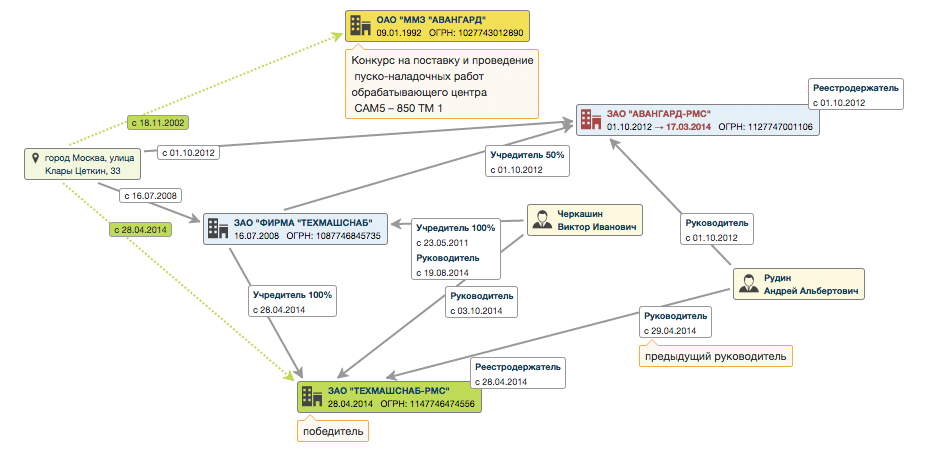 ОАО "ММЗ "АВАНГАРД"
09.01.1992 ОГРН: 1027743012890
Конкурс на поставку и проведение
пуско-наладочных работ
обрабатывающего центра
САМ5 – 850 ТМ 1
Реестродержатель
с 01.10.2012
ЗАО "АВАНГАРД-РМС"
01.10.2012 → 17.03.2014 ОГРН: 1127747001106
с 18.11.2002
с 01.10.2012
город Москва, улица
Клары Цеткин, 33
Учредитель 50%
с 01.10.2012
с 16.07.2008
ЗАО "ФИРМА "ТЕХМАШСНАБ"
16.07.2008 ОГРН: 1087746845735
с 28.04.2014
Черкашин
Виктор Иванович
Учредитель 100%
с 23.05.2011
Руководитель
с 19.08.2014
Руководитель
с 01.10.2012
Рудин
Андрей Альбертович
Учредитель 100%
с 28.04.2014
Руководитель
с 03.10.2014
Руководитель
с 29.04.2014
предыдущий руководитель
Реестродержатель
с 28.04.2014
ЗАО "ТЕХМАШСНАБ-РМС"
28.04.2014 ОГРН: 1147746474556
победитель